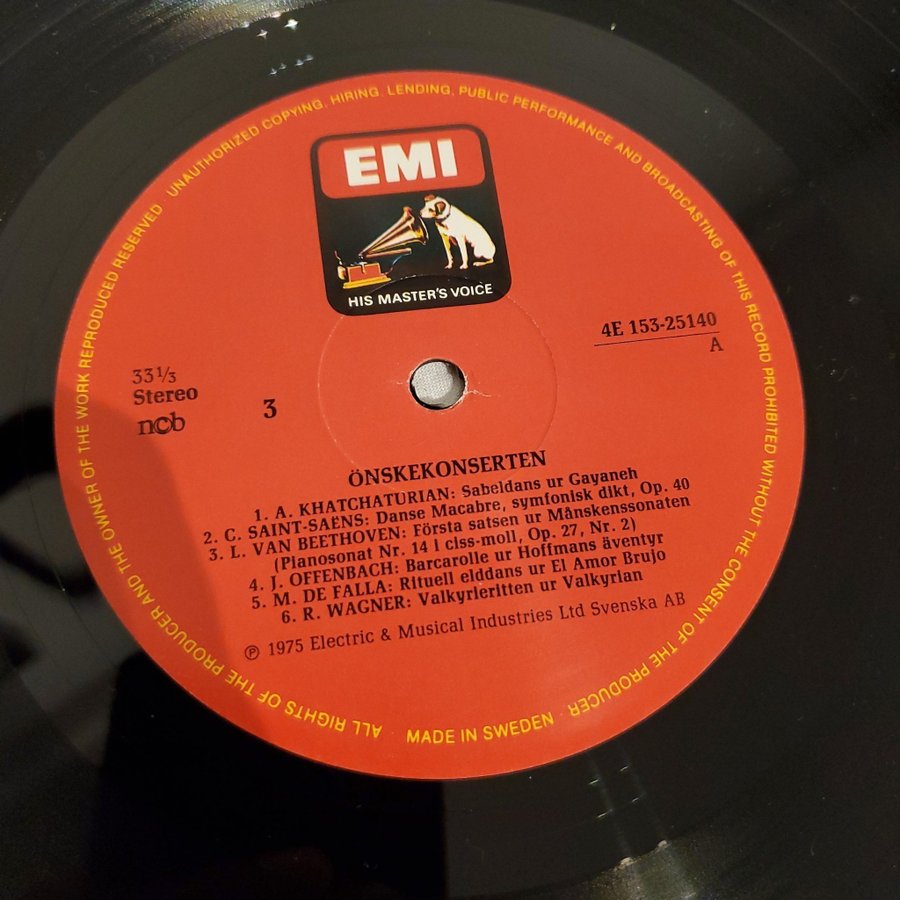 UNAUTHORIZED COPYING, HIRING, LENDING, PUBLIC PERFORMANCE AND BROADCASTING OF THIS RECORD PROHIBITED WITHOUT THE CONSENT OF THE PRODUCER ·
ALL RIGHTS OF THE PRODUCER AND THE OWNER OF THE WORK REPRODUCED RESERVED
EMI
HIS MASTER'S VOICE
4E 153-25140
A
33 1/3
Stereo
ncb
3
ÖNSKEKONSERTEN
1. A. KHATCHATURIAN: Sabeldans ur Gayaneh
2. C. SAINT-SAËNS: Danse Macabre, symfonisk dikt, Op. 40
3. L. VAN BEETHOVEN: Första satsen ur Månskenssonaten
(Pianosonat Nr. 14 i ciss-moll, Op. 27, Nr. 2)
4. J. OFFENBACH: Barcarolle ur Hoffmans äventyr
5. M. DE FALLA: Rituell elddans ur El Amor Brujo
6. R. WAGNER: Valkyrieritten ur Valkyrian
℗ 1975 Electric & Musical Industries Ltd Svenska AB
· MADE IN SWEDEN ·